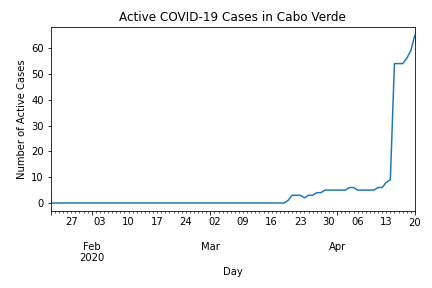 Active COVID-19 Cases in Cabo Verde
Number of Active Cases
60
50
40
30
20
10
0
27 03 10 17 24 02 09 16 23 30 06 13 20
Feb Mar Apr
2020
Day